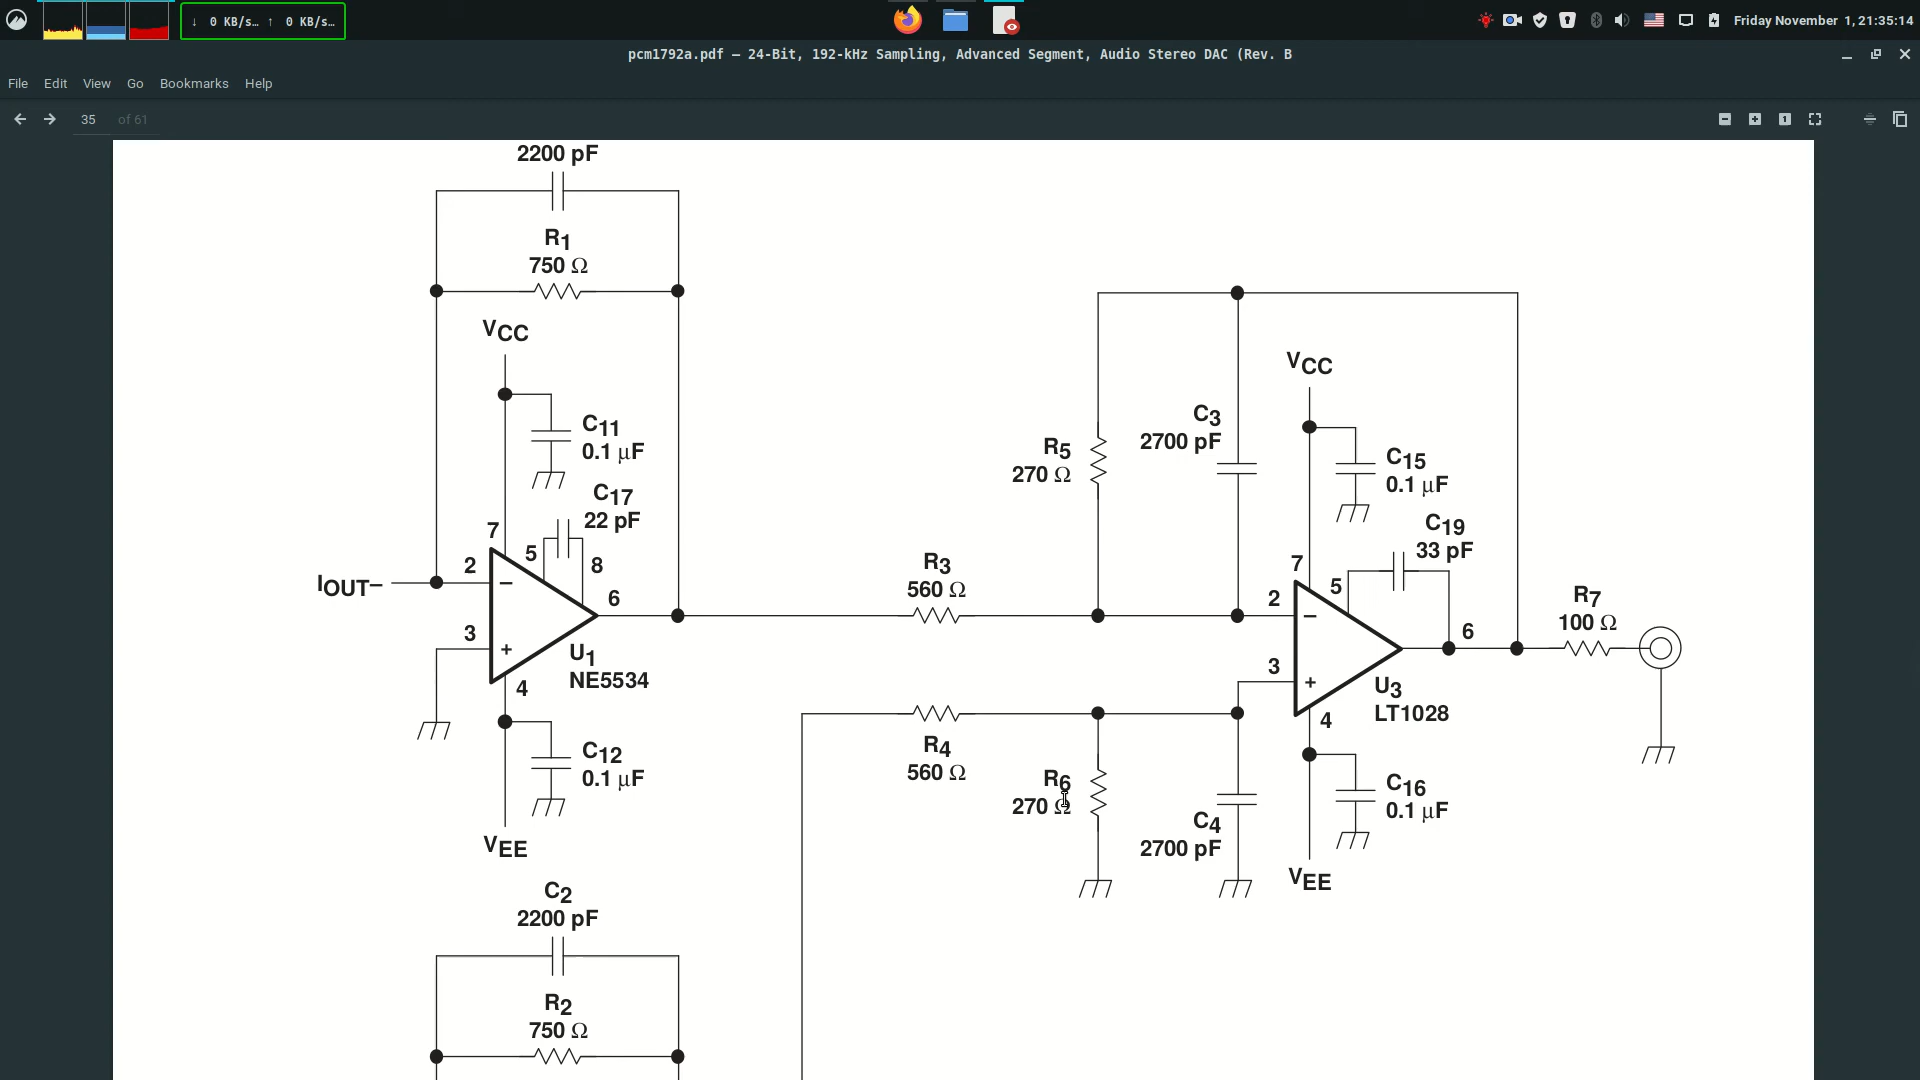 ↓ 0 KB/s… ↑ 0 KB/s…
Friday November 1, 21:35:14
pcm1792a.pdf — 24-Bit, 192-kHz Sampling, Advanced Segment, Audio Stereo DAC (Rev. B
File Edit View Go Bookmarks Help
35 of 61
1
2200 pF
R1
750 Ω
VCC
C11
0.1 μF
C17
22 pF
7
5
8
2
IOUT–
–
6
3
+
U1
NE5534
4
C12
0.1 μF
VEE
R3
560 Ω
R4
560 Ω
R5
270 Ω
C3
2700 pF
VCC
C15
0.1 μF
C19
33 pF
7
5
2
–
6
3
+
U3
LT1028
4
R7
100 Ω
R6
270 Ω
C4
2700 pF
C16
0.1 μF
VEE
C2
2200 pF
R2
750 Ω